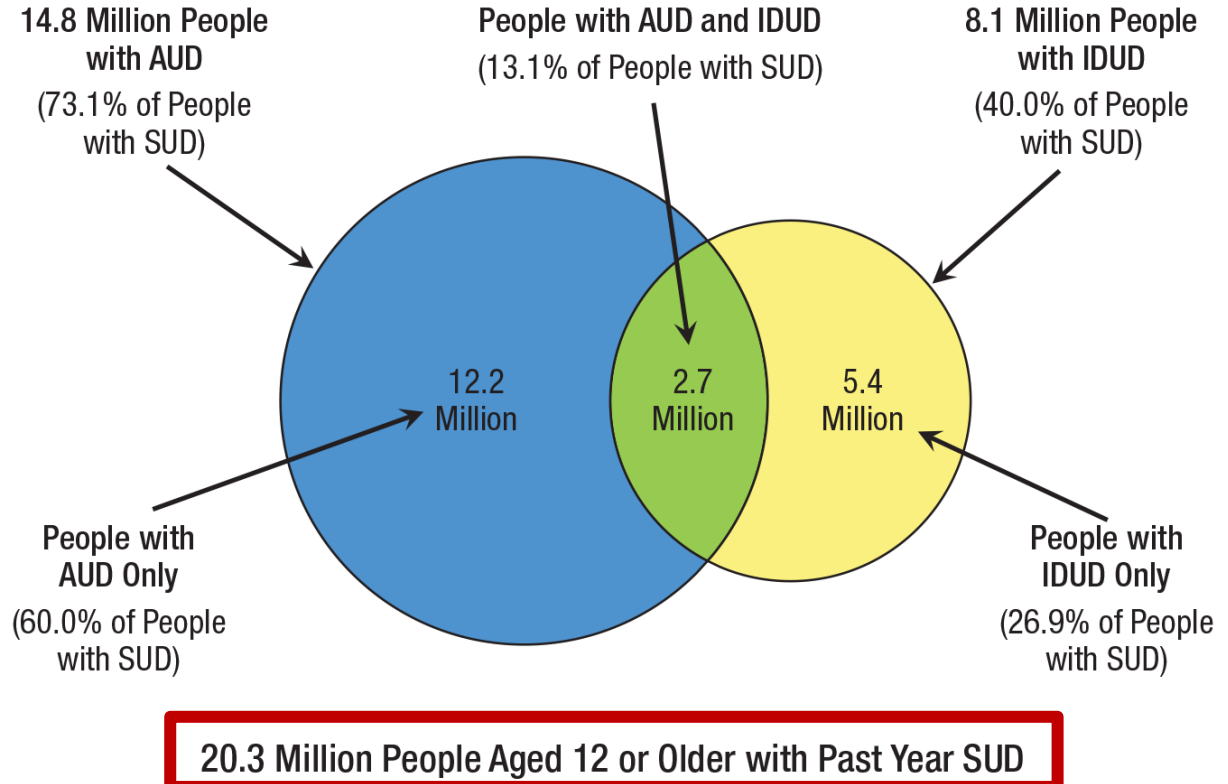 14.8 Million People
with AUD
(73.1% of People
with SUD)
People with AUD and IDUD
(13.1% of People with SUD)
8.1 Million People
with IDUD
(40.0% of People
with SUD)
12.2
Million
2.7
Million
5.4
Million
People with
AUD Only
(60.0% of People
with SUD)
People with
IDUD Only
(26.9% of People
with SUD)
20.3 Million People Aged 12 or Older with Past Year SUD